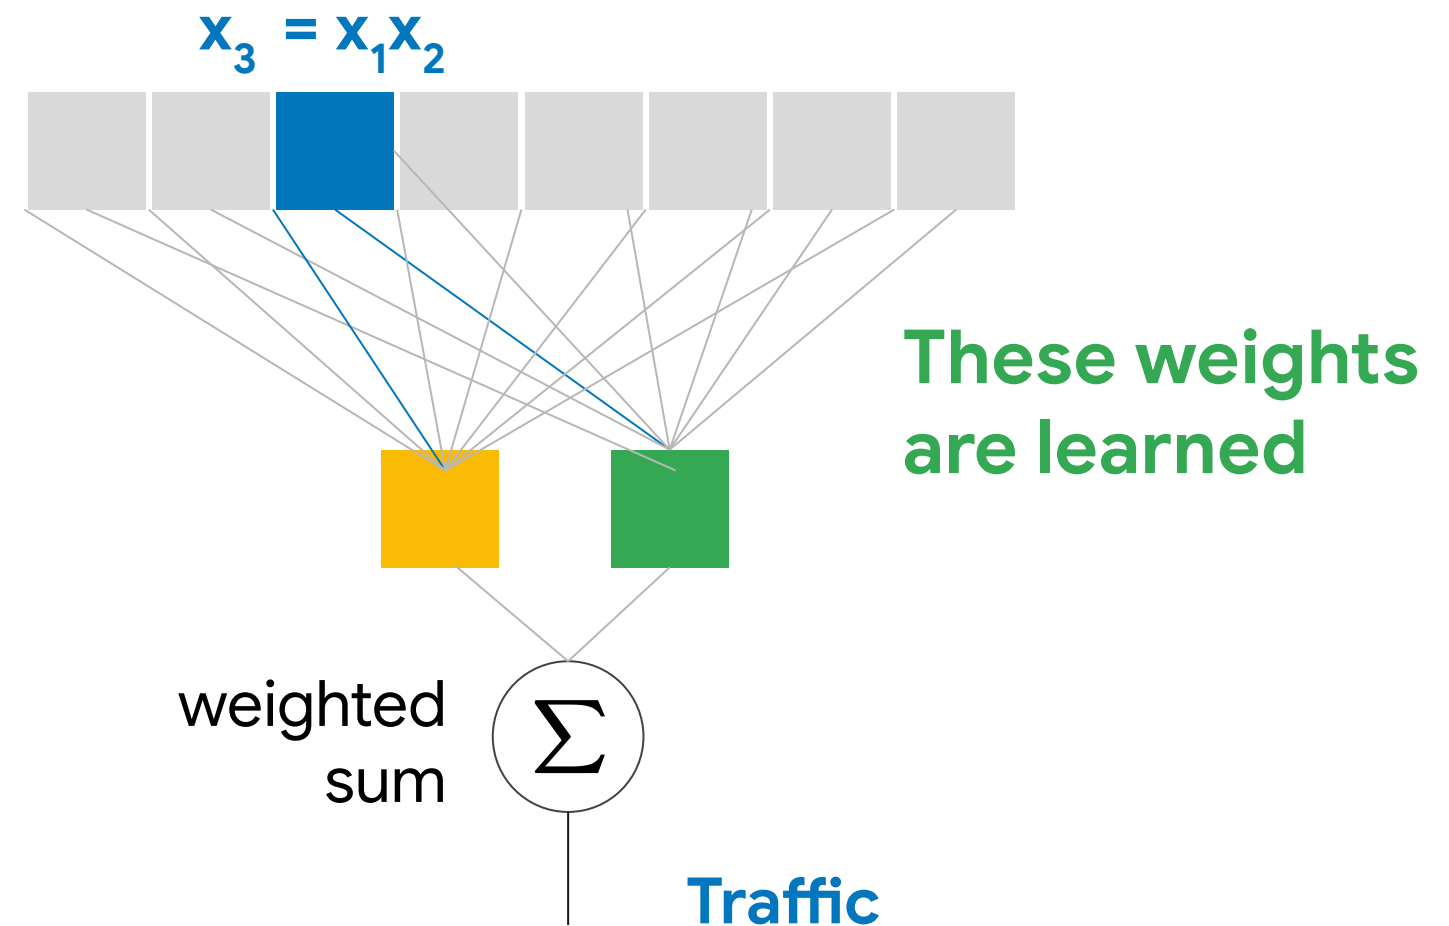 x₃ = x₁x₂
These weights
are learned
weighted
sum
Σ
Traffic